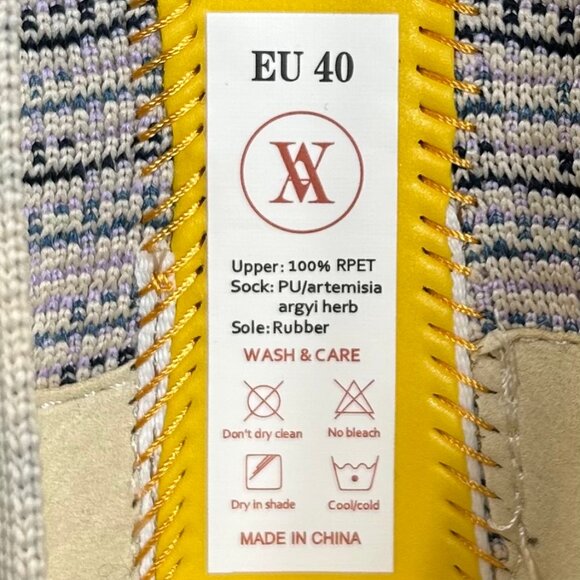 EU 40
VA
Upper: 100% RPET
Sock: PU/artemisia
argyi herb
Sole: Rubber
WASH & CARE
Don't dry clean No bleach
Dry in shade Cool/cold
MADE IN CHINA